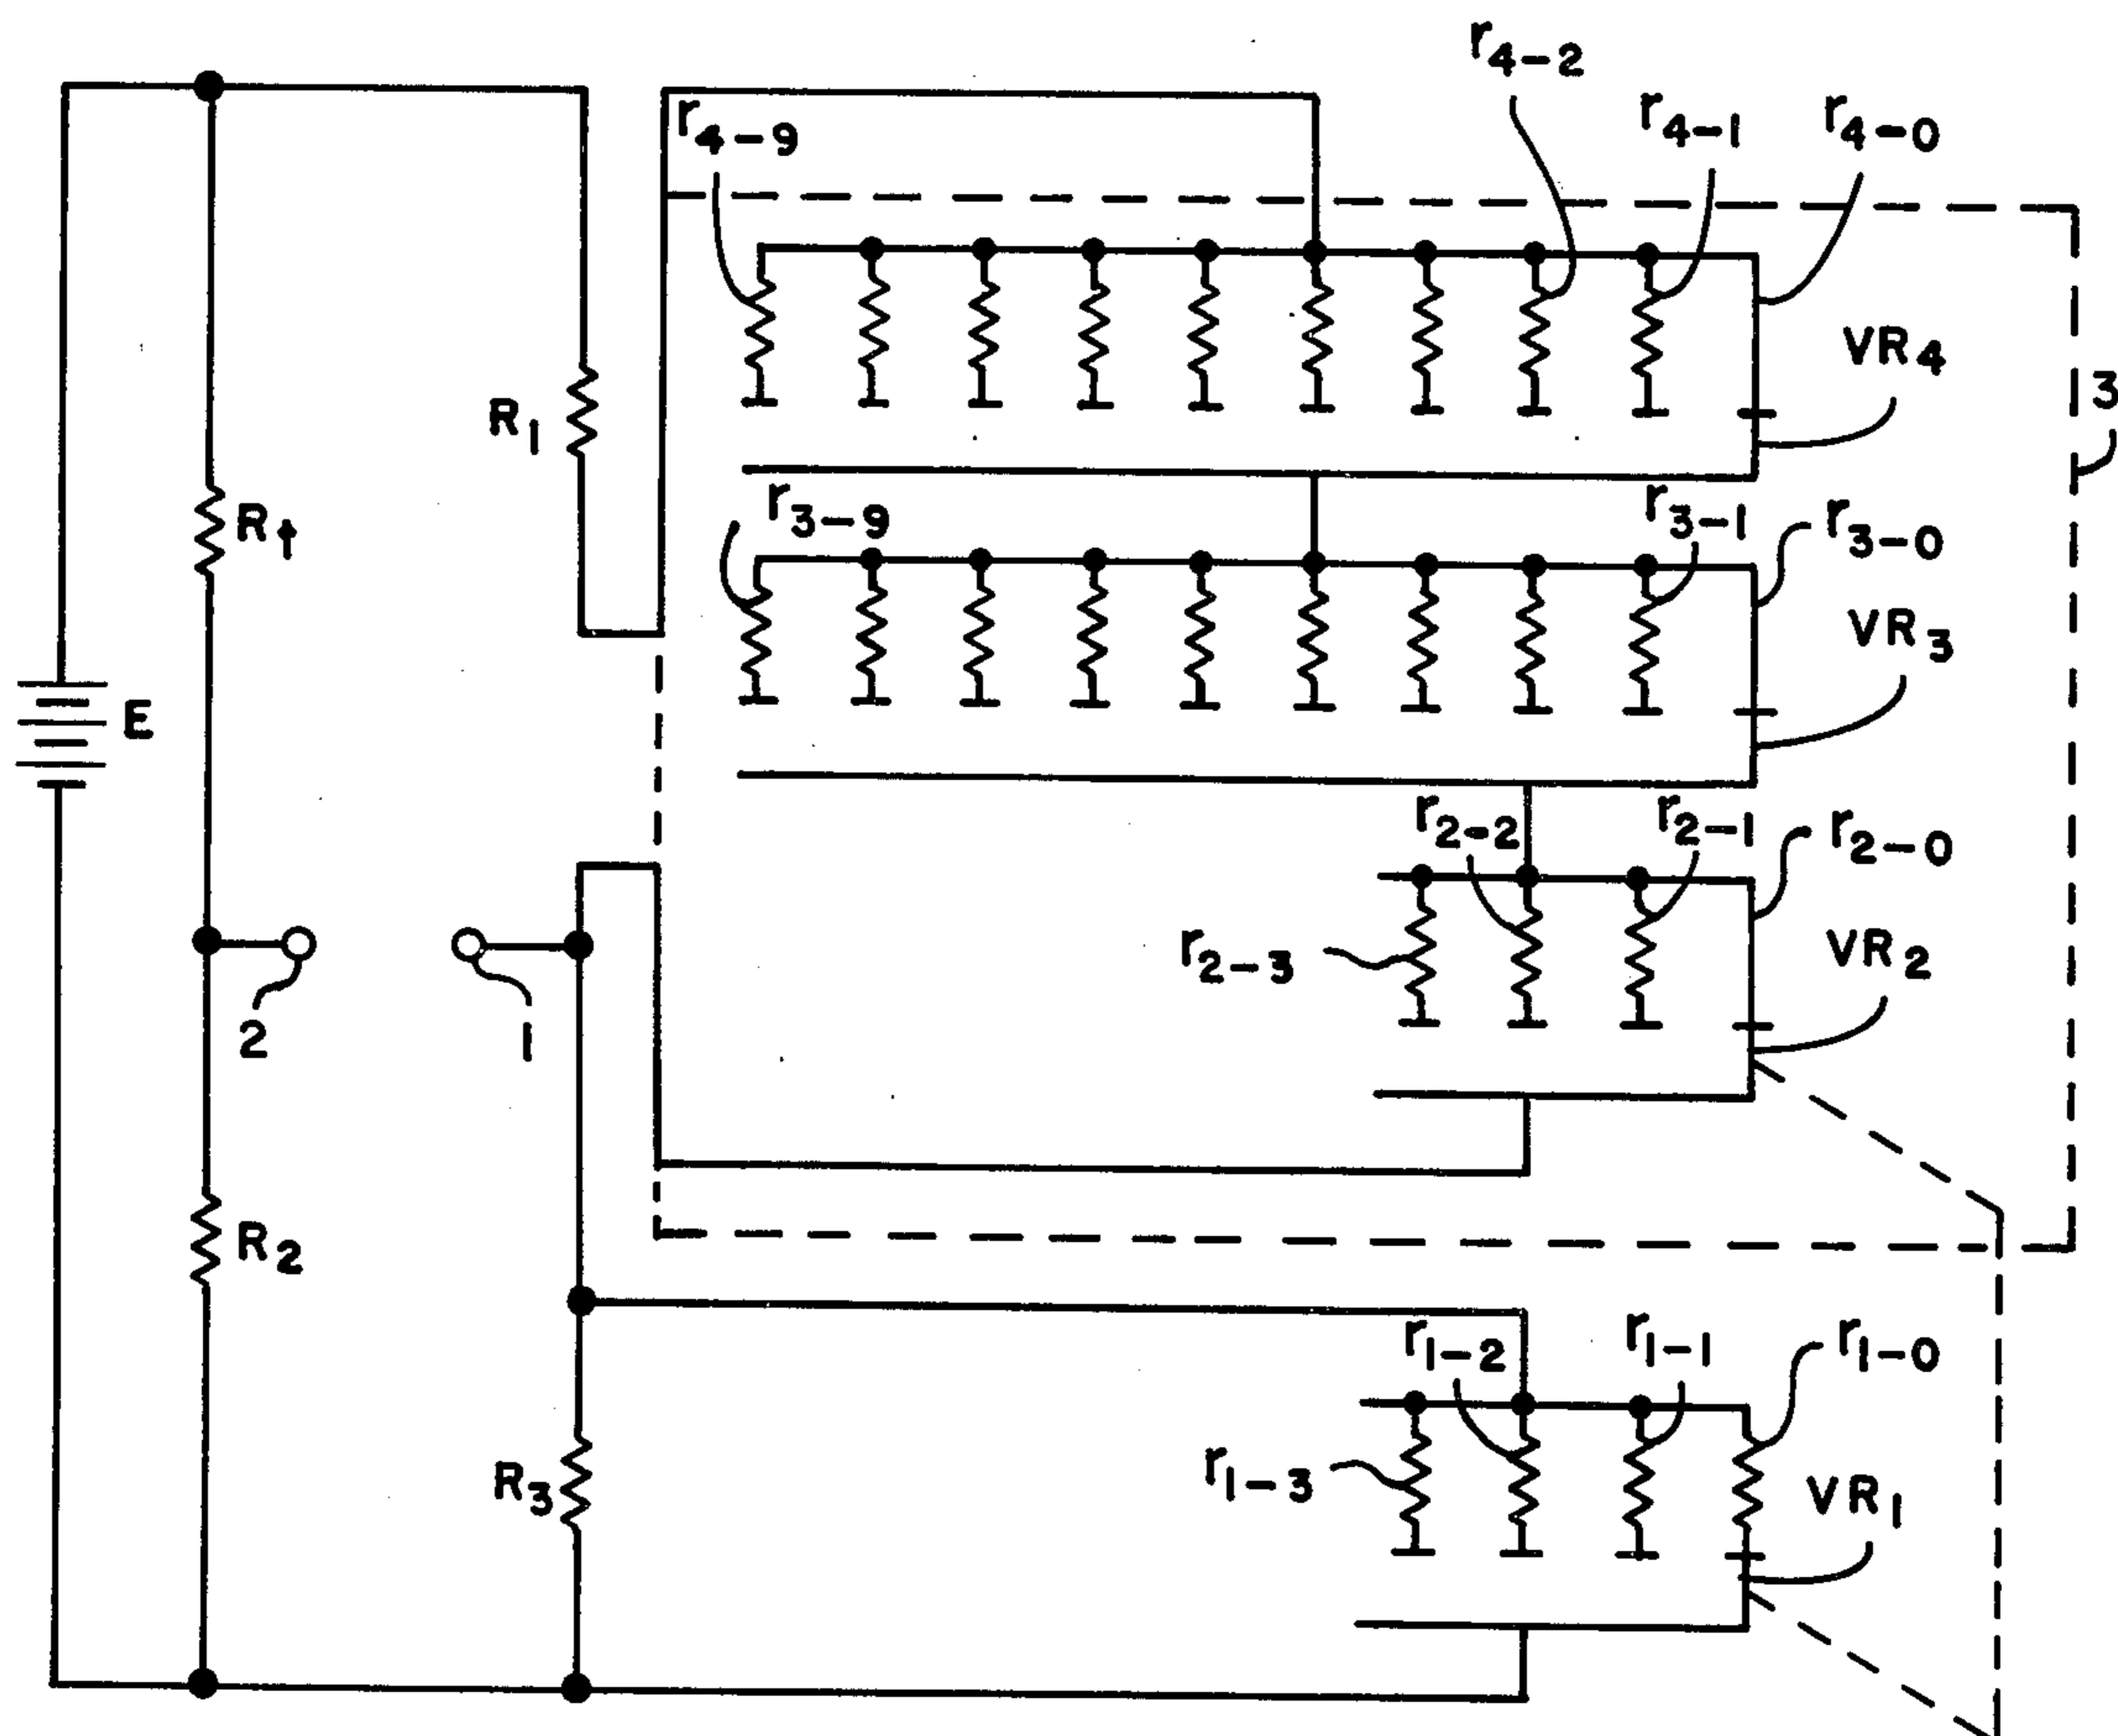 r4-2
r4-9
r4-1
r4-0
VR4
3
R1
r3-9
r3-1
r3-0
Rt
VR3
E
r2-2
r2-1
r2-0
r2-3
VR2
2
1
R2
r1-2
r1-1
r1-0
r1-3
R3
VR1